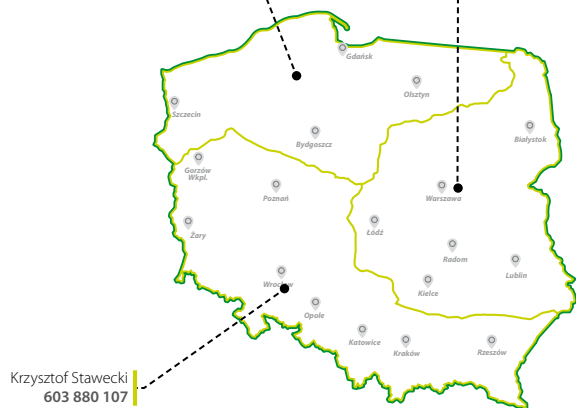 Gdańsk
Olsztyn
Szczecin
Białystok
Bydgoszcz
Gorzów
Wkpl.
Poznań
Warszawa
Żary
Łódź
Radom
Lublin
Wrocław
Kielce
Opole
Katowice
Kraków
Rzeszów
Krzysztof Stawecki
603 880 107